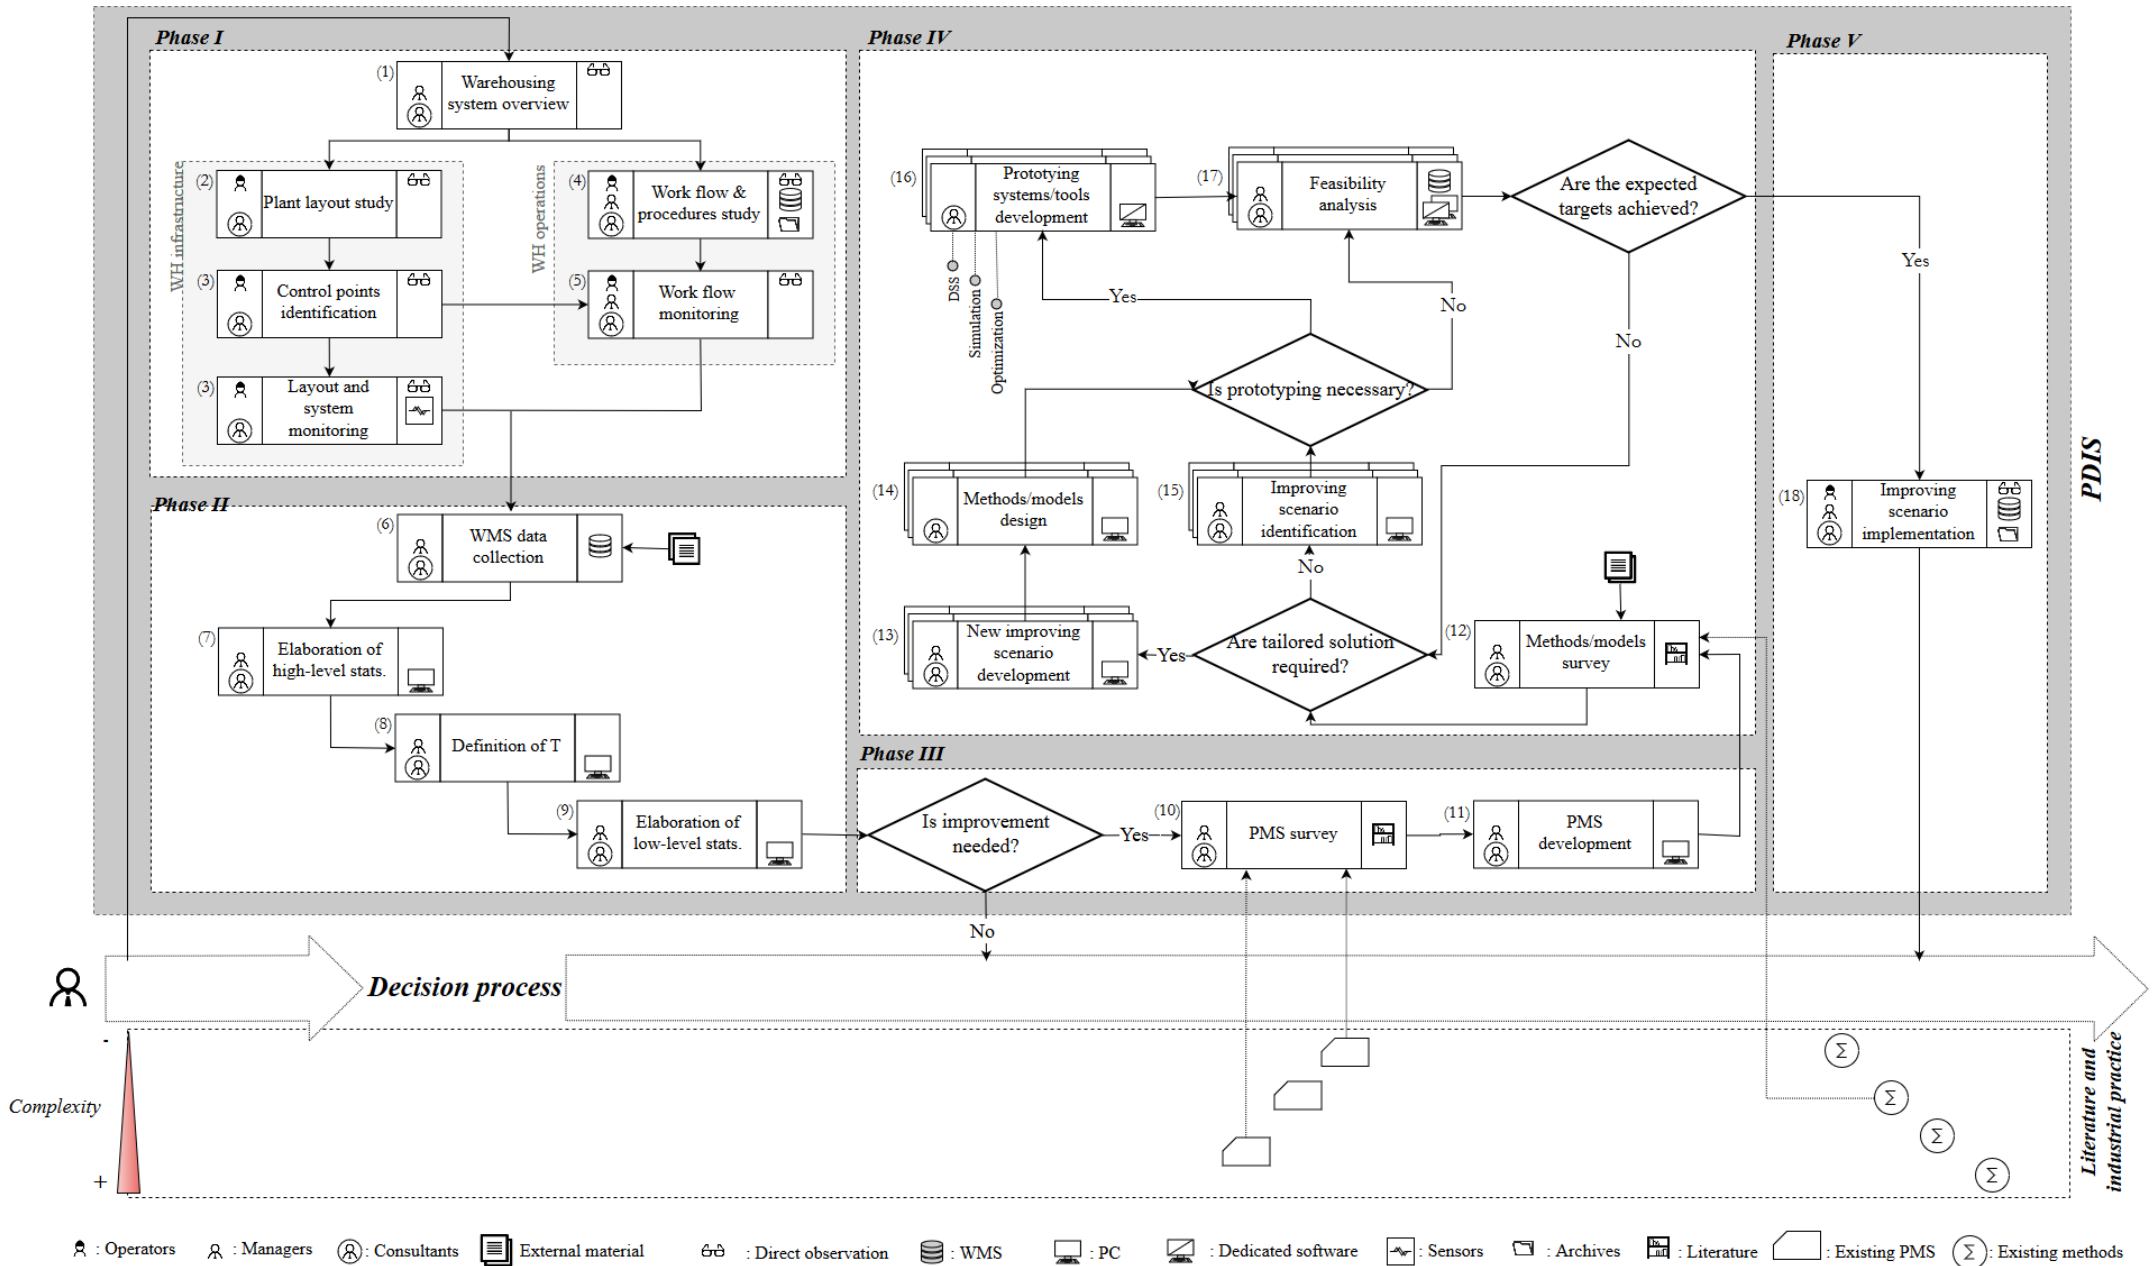 Phase I
(1)
Warehousing
system overview
WH infrastructure
(2)
Plant layout study
(3)
Control points
identification
(3)
Layout and
system
monitoring
WH operations
(4)
Work flow &
procedures study
(5)
Work flow
monitoring
Phase II
(6)
WMS data
collection
(7)
Elaboration of
high-level stats.
(8)
Definition of T
(9)
Elaboration of
low-level stats.
Phase III
Is improvement
needed?
Yes
No
(10)
PMS survey
(11)
PMS
development
Phase IV
(12)
Methods/models
survey
Are tailored solution
required?
Yes
No
(13)
New improving
scenario
development
(14)
Methods/models
design
(15)
Improving
scenario
identification
Is prototyping necessary?
Yes
No
(16)
Prototying
systems/tools
development
DSS
Simulation
Optimization
(17)
Feasibility
analysis
Are the expected
targets achieved?
No
Yes
Phase V
(18)
Improving
scenario
implementation
PDIS
Decision process
-
Complexity
+
Σ
Σ
Σ
Σ
Literature and
industrial practice
: Operators
: Managers
: Consultants
External material
: Direct observation
: WMS
: PC
: Dedicated software
: Sensors
: Archives
: Literature
: Existing PMS
Σ : Existing methods